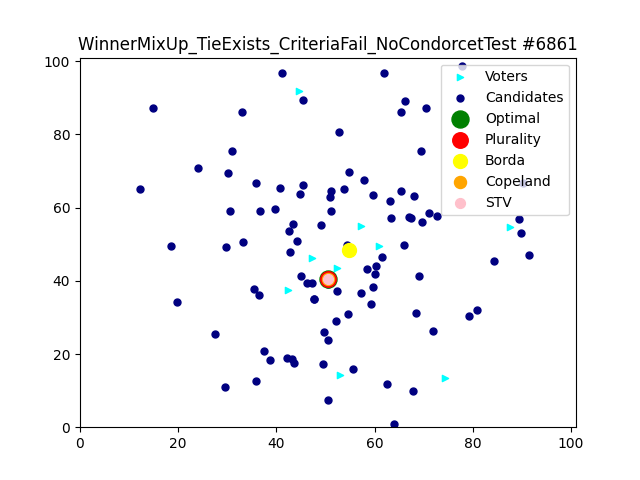 WinnerMixUp_TieExists_CriteriaFail_NoCondorcetTest #6861
100
80
60
40
20
0
0 20 40 60 80 100
Voters
Candidates
Optimal
Plurality
Borda
Copeland
STV